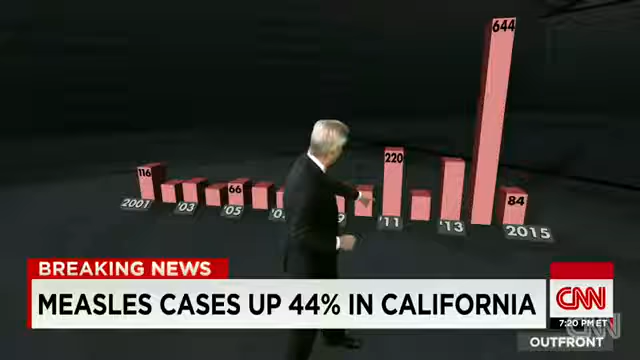 644
116
66
220
84
2001
'03
'05
'11
'13
2015
BREAKING NEWS
MEASLES CASES UP 44% IN CALIFORNIA
CNN
7:20 PM ET
CNN
OUTFRONT